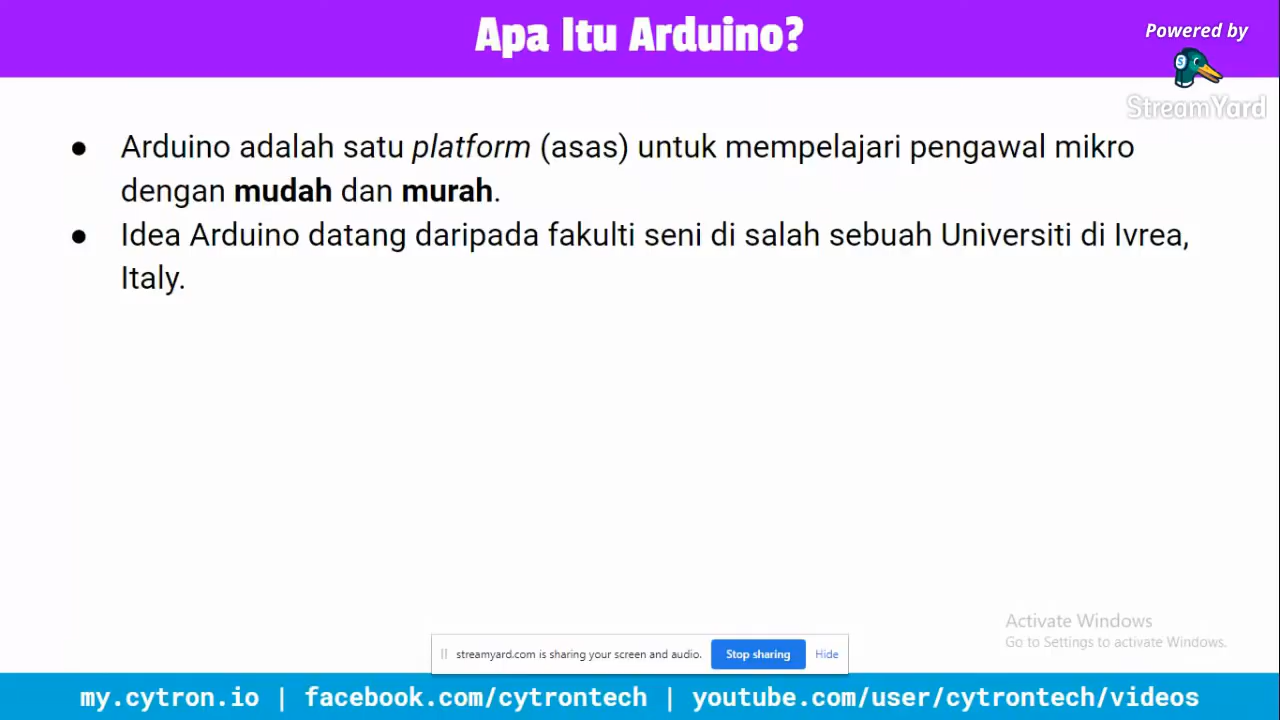 Apa Itu Arduino?
Powered by
StreamYard
● Arduino adalah satu platform (asas) untuk mempelajari pengawal mikro
dengan mudah dan murah.
● Idea Arduino datang daripada fakulti seni di salah sebuah Universiti di Ivrea,
Italy.
Activate Windows
Go to Settings to activate Windows.
streamyard.com is sharing your screen and audio. Stop sharing Hide
my.cytron.io | facebook.com/cytrontech | youtube.com/user/cytrontech/videos